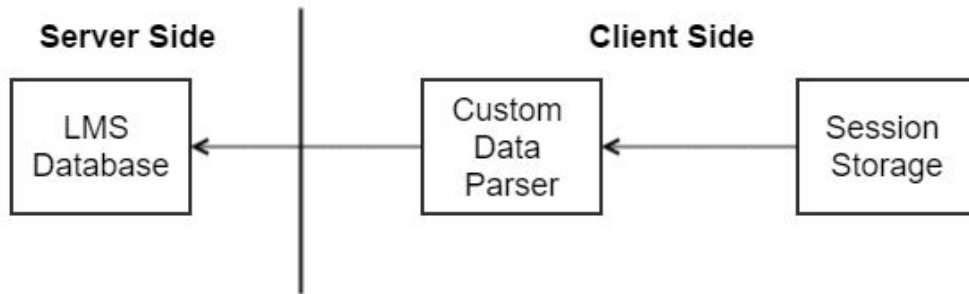 Server Side
Client Side
LMS
Database
Custom
Data
Parser
Session
Storage